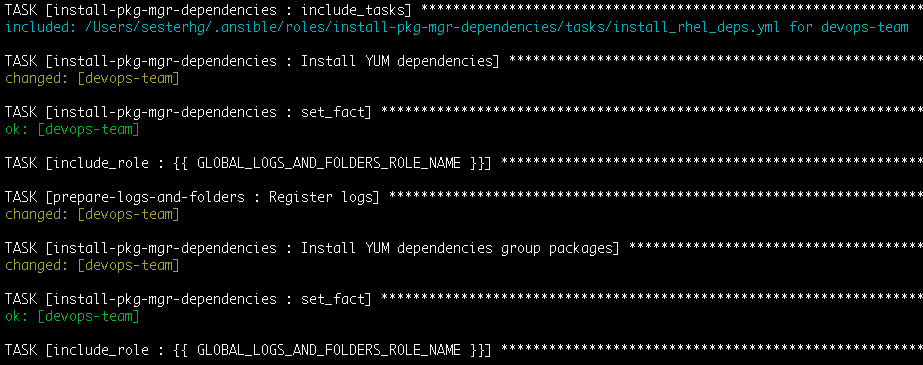 TASK [install-pkg-mgr-dependencies : include_tasks] ****************************************************************
included: /Users/sesterhg/.ansible/roles/install-pkg-mgr-dependencies/tasks/install_rhel_deps.yml for devops-team
TASK [install-pkg-mgr-dependencies : Install YUM dependencies] *****************************************************
changed: [devops-team]
TASK [install-pkg-mgr-dependencies : set_fact] *********************************************************************
ok: [devops-team]
TASK [include_role : {{ GLOBAL_LOGS_AND_FOLDERS_ROLE_NAME }}] ******************************************************
TASK [prepare-logs-and-folders : Register logs] ********************************************************************
changed: [devops-team]
TASK [install-pkg-mgr-dependencies : Install YUM dependencies group packages] **************************************
changed: [devops-team]
TASK [install-pkg-mgr-dependencies : set_fact] *********************************************************************
ok: [devops-team]
TASK [include_role : {{ GLOBAL_LOGS_AND_FOLDERS_ROLE_NAME }}] ******************************************************